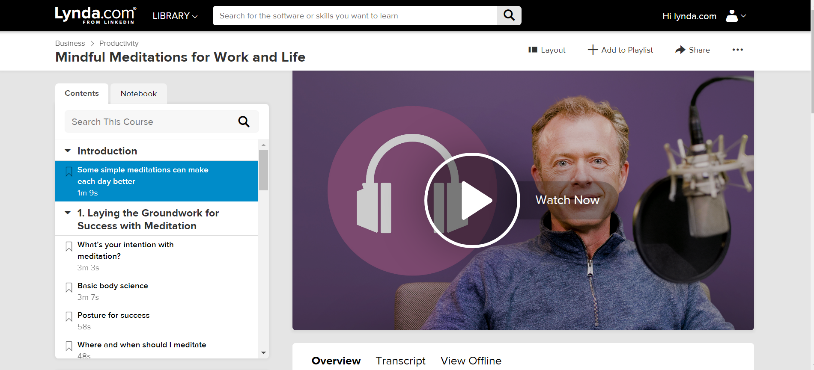 Lynda.com®
FROM LINKEDIN
LIBRARY
Search for the software or skills you want to learn
Hi lynda.com
Business > Productivity
Mindful Meditations for Work and Life
Layout
Add to Playlist
Share
Contents
Notebook
Search This Course
Introduction
Some simple meditations can make
each day better
1m 9s
1. Laying the Groundwork for
Success with Meditation
What's your intention with
meditation?
3m 3s
Basic body science
3m 7s
Posture for success
58s
Where and when should I meditate
48s
Watch Now
Overview
Transcript
View Offline